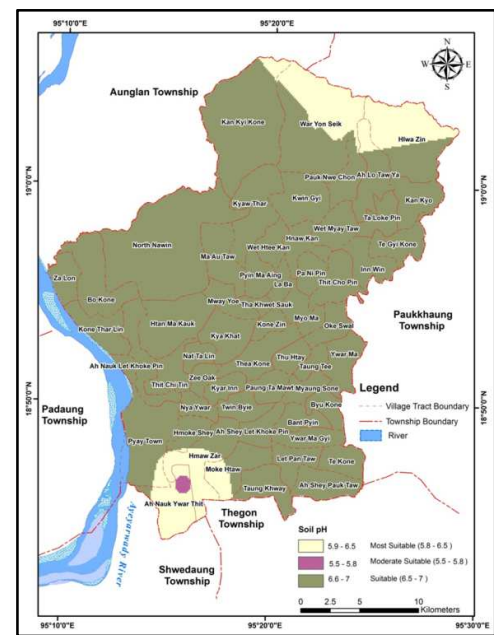 95°10'0"E
95°20'0"E
N
W
E
S
Aunglan Township
Kan Kyi Kone
War Yon Seik
Hlwa Zin
19°0'0"N
19°0'0"N
Pauk Nwe Chon
Ah Lo Taw Ya
Kwin Gyi
Kan Kyo
Kyaw Thar
Ta Loke Pin
Wet Myay Taw
Hnaw Kan
Te Gyi Kone
North Nawin
Wet Htee Kan
Ma Au Taw
Inn Win
Za Lon
Pyin Ma Aing
Pa Ni Pin
La Ba
Thit Cho Pin
Bo Kone
Mway Yoe
Tha Khwet Sauk
Paukkhaung
Township
Kone Thar Lin
Htan Ma Kauk
Kone Zin
Myo Ma
Oke Swal
Kya Khat
Nat Ta Lin
Thu Htay
Ywar Ma
Ah Nauk Let Khoke Pin
Thea Kone
Taung Tee
Zee Oak
Thit Chi Tin
Kyar Inn
Paung Ta Mawt
Myaung Sone
18°50'0"N
18°50'0"N
Padaung
Township
Nya Ywar
Twin Bye
Byu Kone
Bant Pyin
Pyay Town
Hmoke Shey
Ah Shey Let Khoke Pin
Ywar Ma Gyi
Hmaw Zar
Let Pan Taw
Te Kone
Moke Htaw
Taung Khway
Ah Shey Pauk Taw
Ah Nauk Ywar Thit
Thegon
Township
Ayeyarwady River
Shwedaung
Township
Legend
Village Tract Boundary
Township Boundary
River
Soil pH
5.9 - 6.5 Most Suitable (5.8 - 6.5 )
5.5 - 5.8 Moderate Suitable (5.5 - 5.8 )
6.6 - 7 Suitable (6.5 - 7 )
0 2.5 5 10
Kilometers
95°10'0"E
95°20'0"E
95°30'0"E